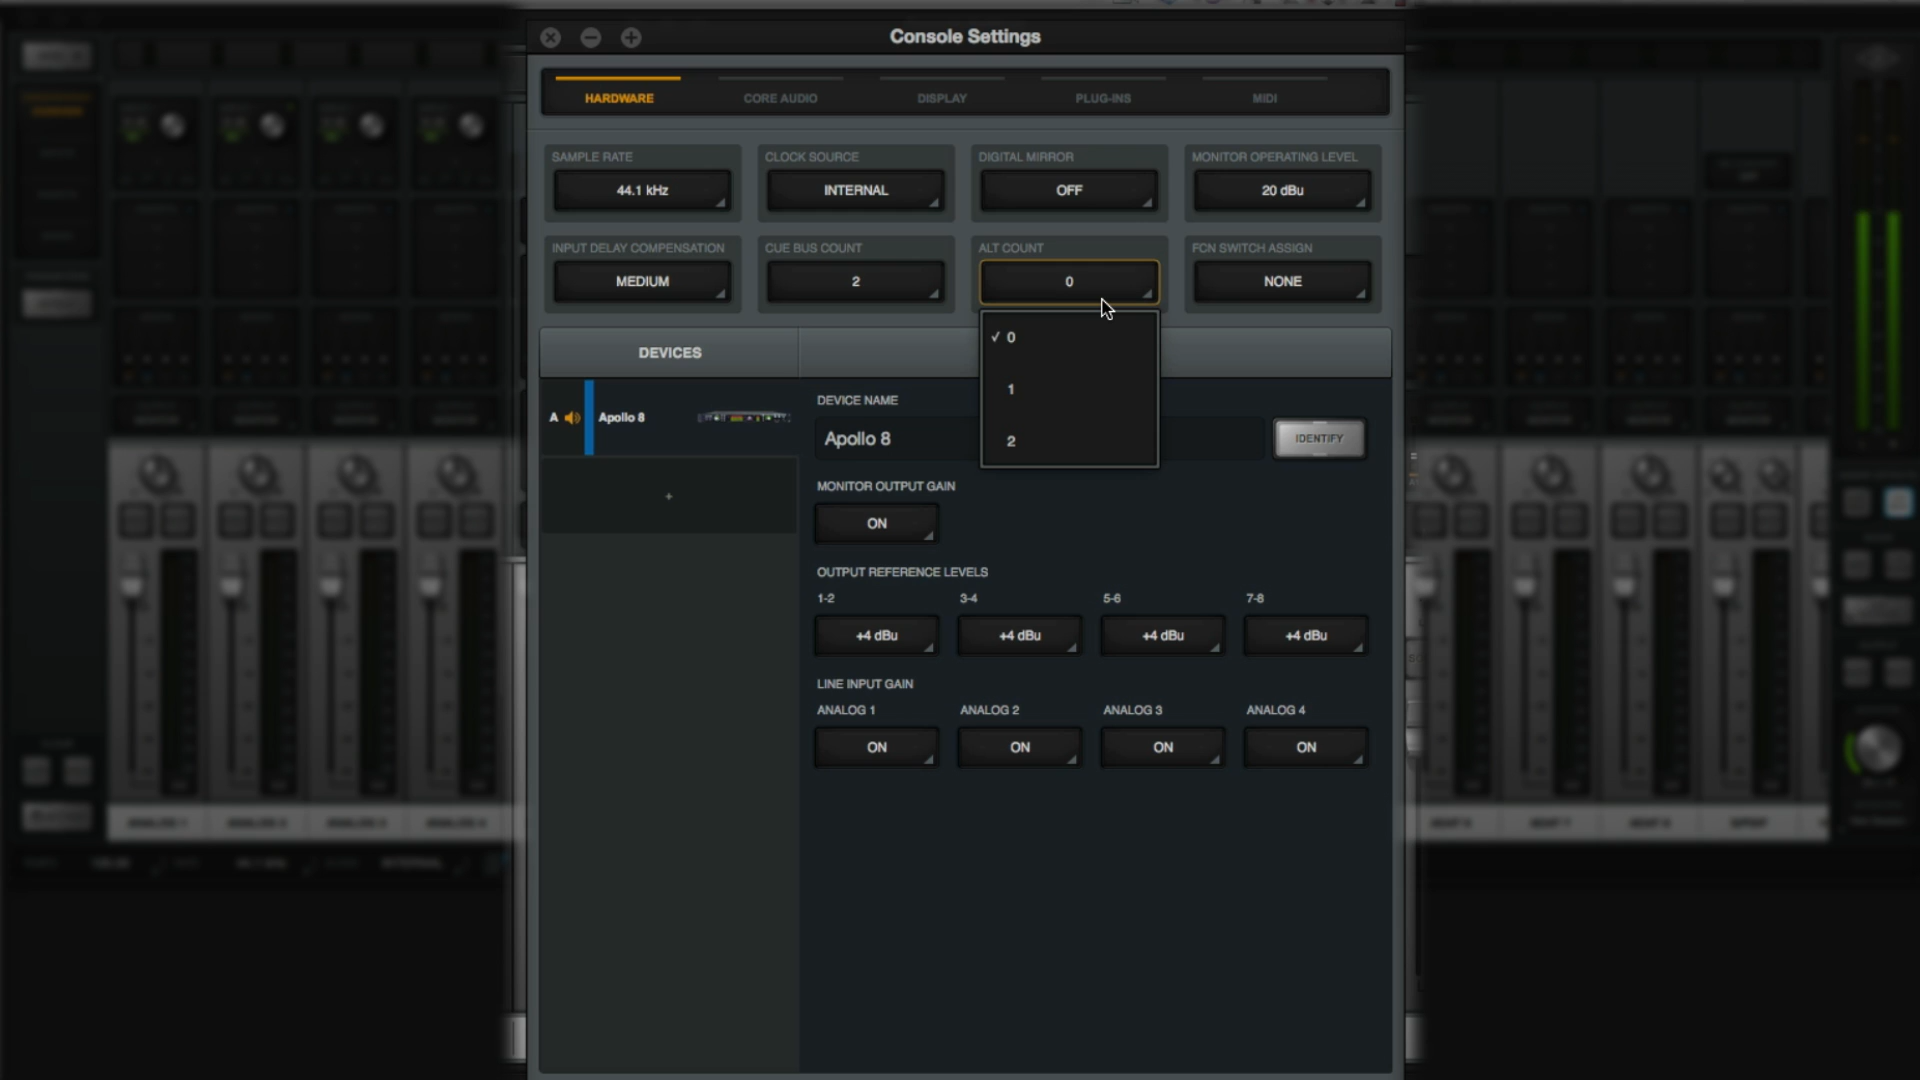 Console Settings
HARDWARE CORE AUDIO DISPLAY PLUG-INS MIDI
SAMPLE RATE CLOCK SOURCE DIGITAL MIRROR MONITOR OPERATING LEVEL
44.1 kHz INTERNAL OFF 20 dBu
INPUT DELAY COMPENSATION CUE BUS COUNT ALT COUNT FCN SWITCH ASSIGN
MEDIUM 2 0 NONE
✓ 0
1
2
DEVICES
A Apollo 8
+
DEVICE NAME
Apollo 8 IDENTIFY
MONITOR OUTPUT GAIN
ON
OUTPUT REFERENCE LEVELS
1-2 3-4 5-6 7-8
+4 dBu +4 dBu +4 dBu +4 dBu
LINE INPUT GAIN
ANALOG 1 ANALOG 2 ANALOG 3 ANALOG 4
ON ON ON ON